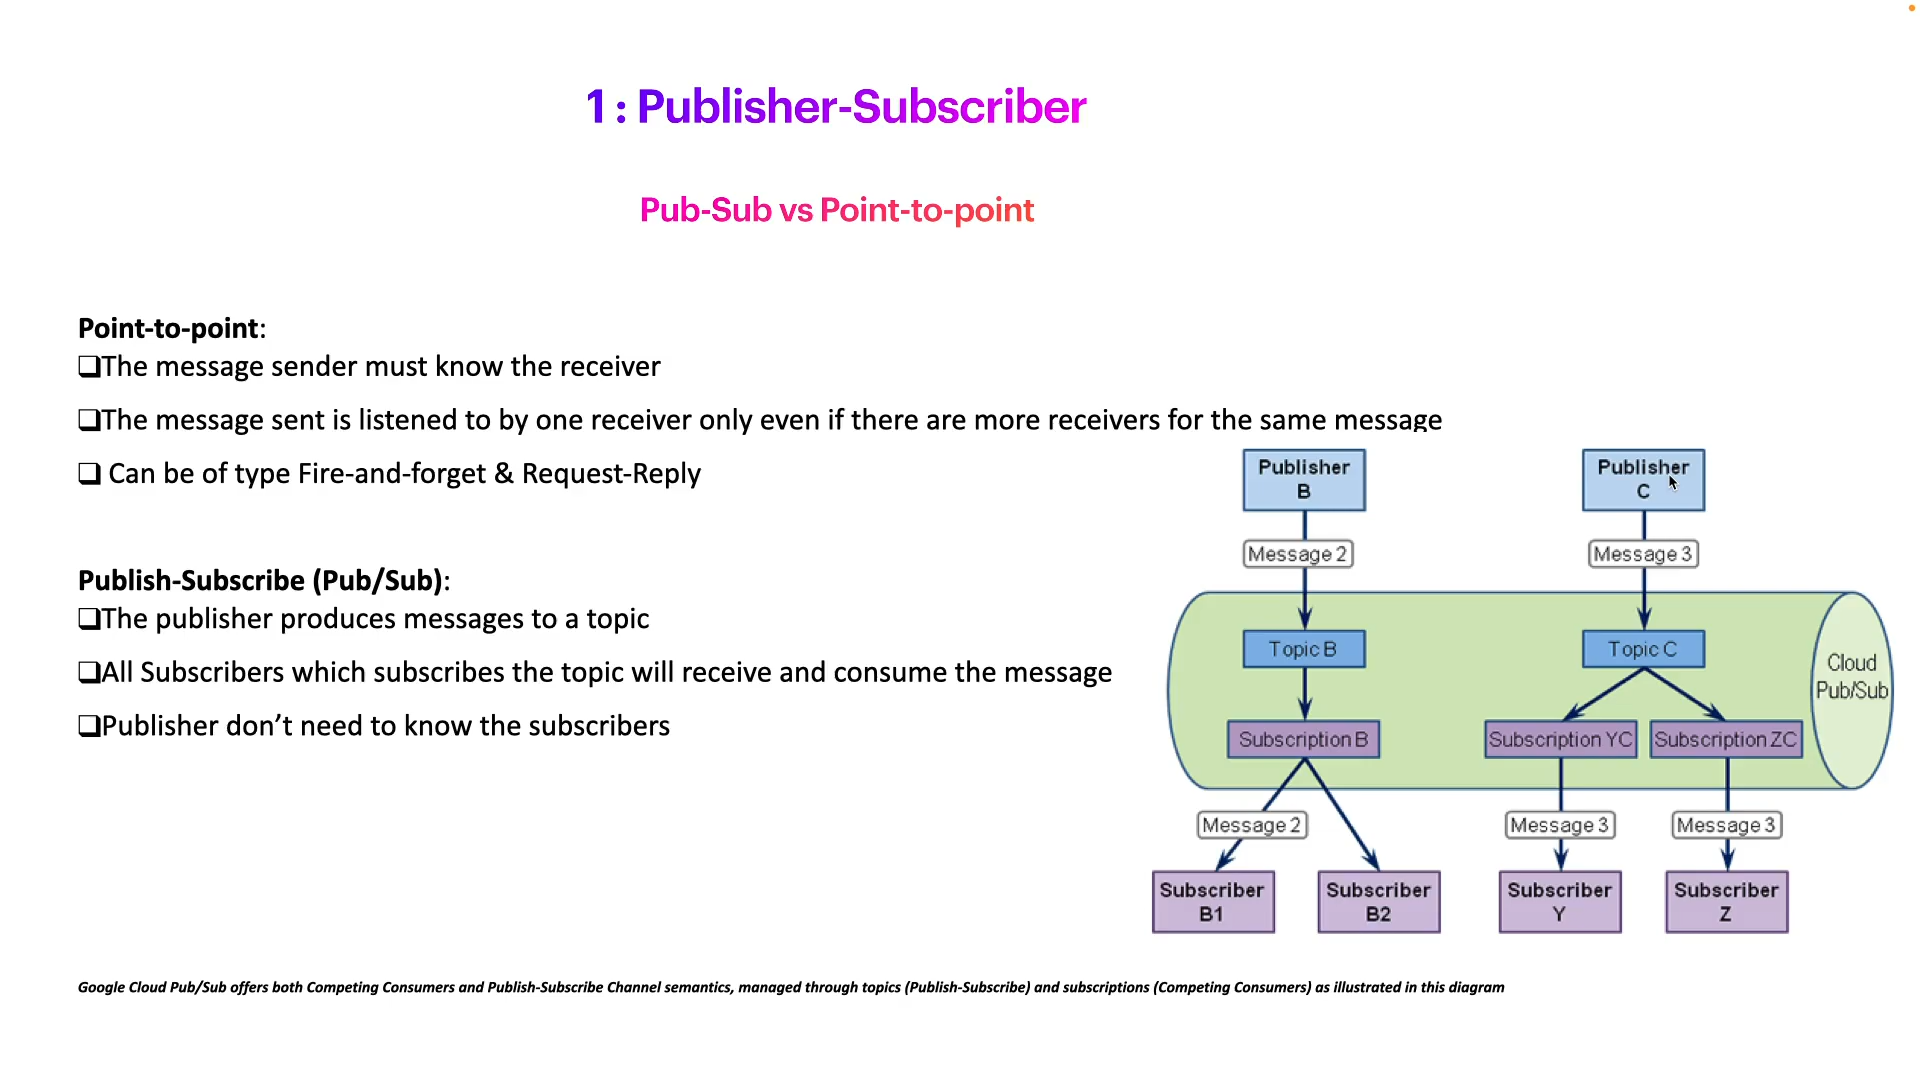 1 : Publisher-Subscriber
Pub-Sub vs Point-to-point
Point-to-point:
❑The message sender must know the receiver
❑The message sent is listened to by one receiver only even if there are more receivers for the same message
❑ Can be of type Fire-and-forget & Request-Reply
Publish-Subscribe (Pub/Sub):
❑The publisher produces messages to a topic
❑All Subscribers which subscribes the topic will receive and consume the message
❑Publisher don’t need to know the subscribers
Publisher
B
Publisher
C
Message 2
Message 3
Topic B
Topic C
Cloud
Pub/Sub
Subscription B
Subscription YC
Subscription ZC
Message 2
Message 3
Message 3
Subscriber
B1
Subscriber
B2
Subscriber
Y
Subscriber
Z
Google Cloud Pub/Sub offers both Competing Consumers and Publish-Subscribe Channel semantics, managed through topics (Publish-Subscribe) and subscriptions (Competing Consumers) as illustrated in this diagram